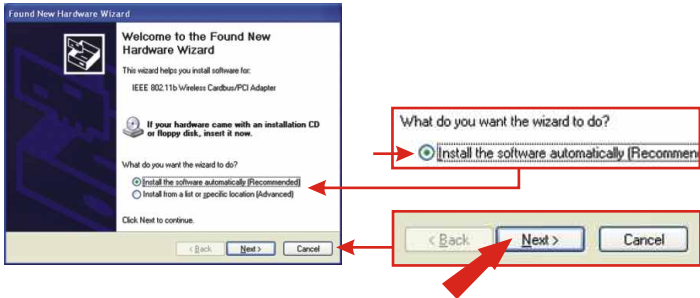 Found New Hardware Wizard
Welcome to the Found New
Hardware Wizard
This wizard helps you install software for:
IEEE 802.11b Wireless Cardbus/PCI Adapter
If your hardware came with an installation CD
or floppy disk, insert it now.
What do you want the wizard to do?
Install the software automatically (Recommended)
Install from a list or specific location (Advanced)
Click Next to continue.
< Back
Next >
Cancel
What do you want the wizard to do?
Install the software automatically (Recommen
< Back
Next >
Cancel